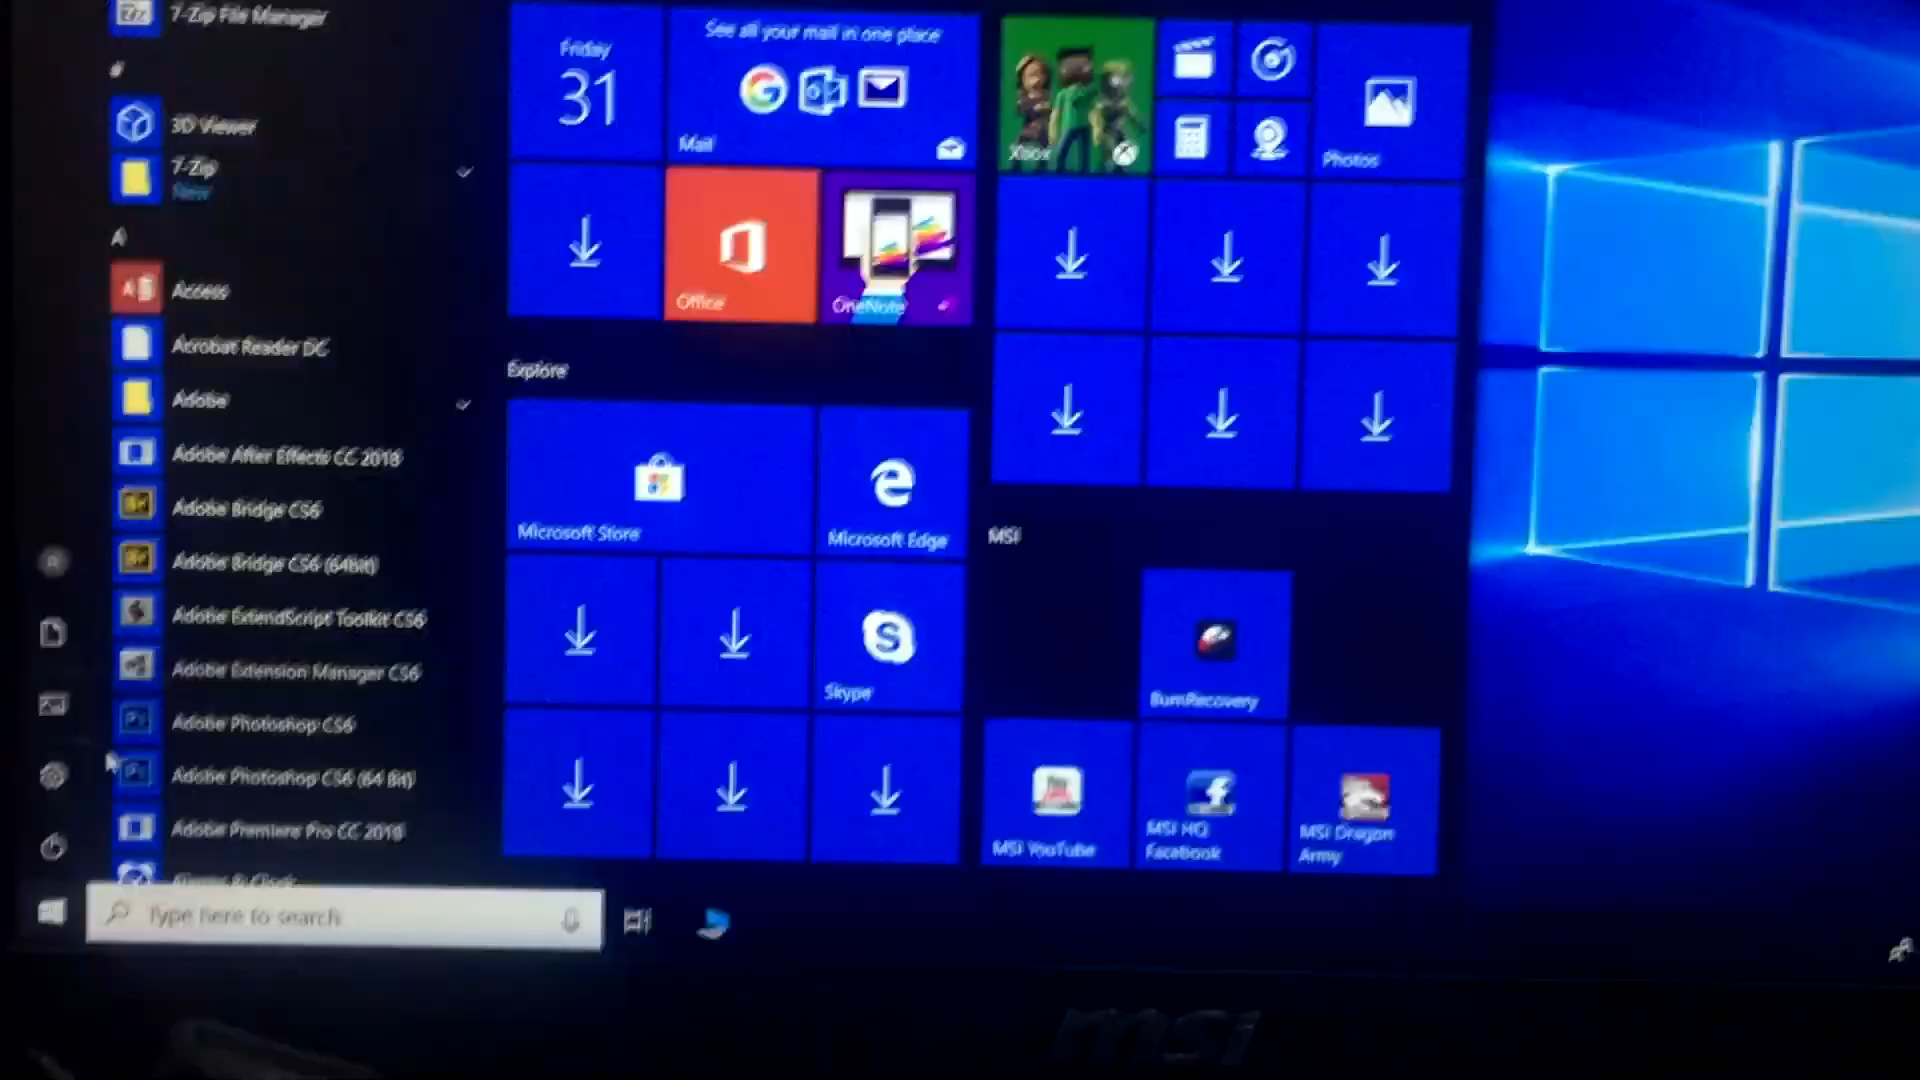 7-Zip File Manager
#
3D Viewer
7-Zip
New
A
Access
Acrobat Reader DC
Adobe
Adobe After Effects CC 2018
Adobe Bridge CS6
Adobe Bridge CS6 (64Bit)
Adobe ExtendScript Toolkit CS6
Adobe Extension Manager CS6
Adobe Photoshop CS6
Adobe Photoshop CS6 (64 Bit)
Adobe Premiere Pro CC 2018
Alarms & Clock
Type here to search
Friday
31
See all your mail in one place
Mail
Office
OneNote
Explore
Microsoft Store
Microsoft Edge
Skype
Xbox
Photos
MSI
BurnRecovery
MSI YouTube
MSI HQ
Facebook
MSI Dragon
Army
msi